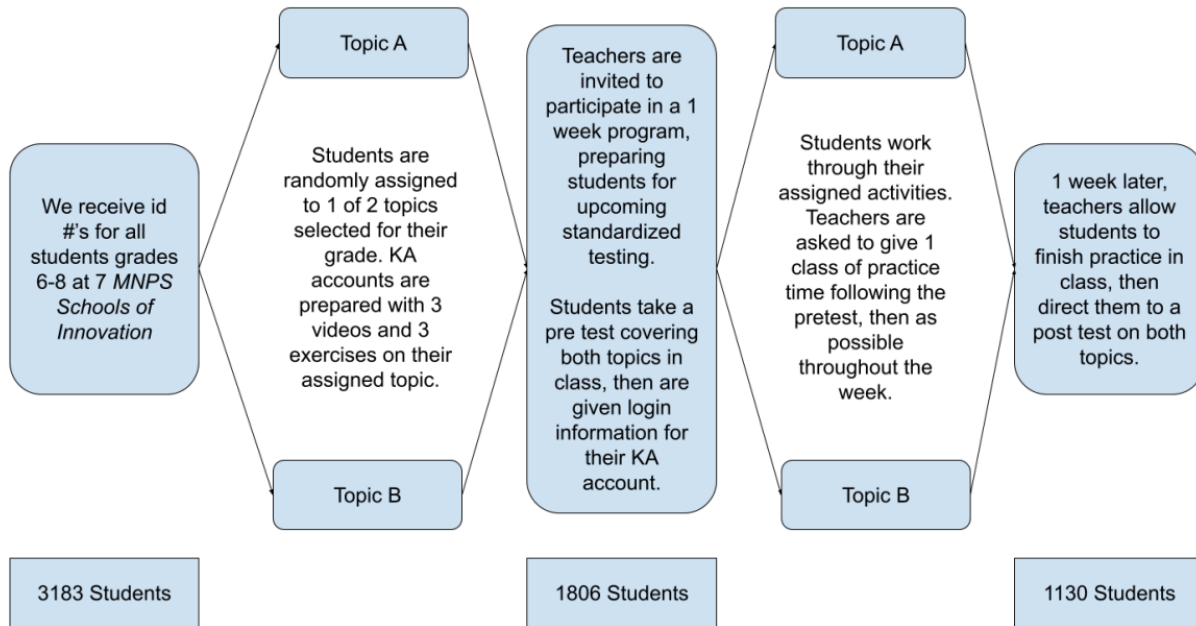 We receive id
#'s for all
students grades
6-8 at 7 MNPS
Schools of
Innovation
Topic A
Students are
randomly assigned
to 1 of 2 topics
selected for their
grade. KA
accounts are
prepared with 3
videos and 3
exercises on their
assigned topic.
Topic B
Teachers are
invited to
participate in a 1
week program,
preparing
students for
upcoming
standardized
testing.
Students take a
pre test covering
both topics in
class, then are
given login
information for
their KA
account.
Topic A
Students work
through their
assigned activities.
Teachers are
asked to give 1
class of practice
time following the
pretest, then as
possible
throughout the
week.
Topic B
1 week later,
teachers allow
students to
finish practice in
class, then
direct them to a
post test on both
topics.
3183 Students
1806 Students
1130 Students